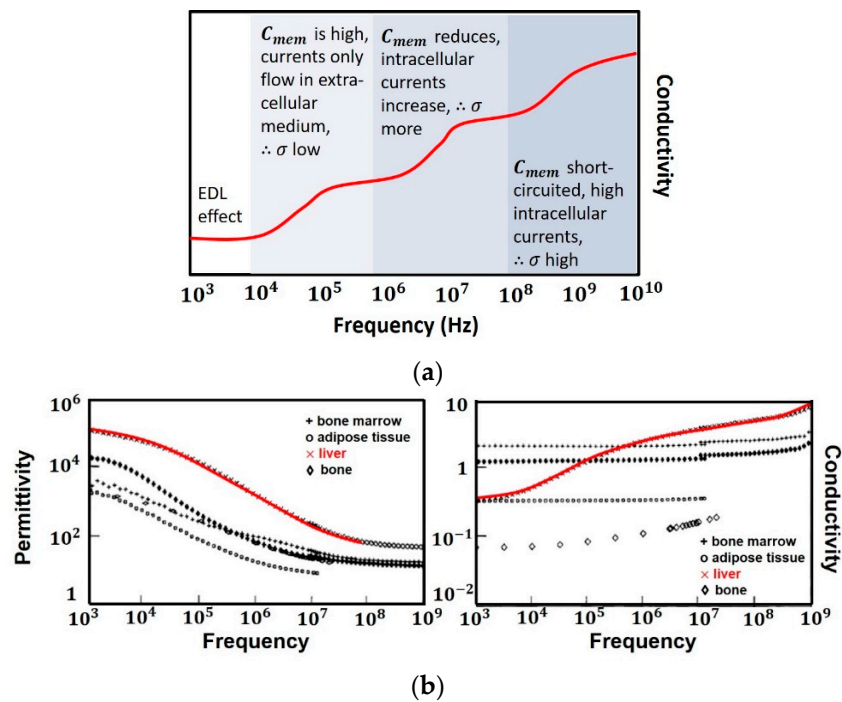 𝑪𝒎𝒆𝒎 is high,
currents only
flow in extra-
cellular
medium,
∴ σ low
𝑪𝒎𝒆𝒎 reduces,
intracellular
currents
increase, ∴ σ
more
𝑪𝒎𝒆𝒎 short-
circuited, high
intracellular
currents,
∴ σ high
EDL
effect
Conductivity
10³ 10⁴ 10⁵ 10⁶ 10⁷ 10⁸ 10⁹ 10¹⁰
Frequency (Hz)
(a)
Permittivity
10⁶
10⁴
10²
1
+ bone marrow
o adipose tissue
× liver
◊ bone
10³ 10⁴ 10⁵ 10⁶ 10⁷ 10⁸ 10⁹
Frequency
10
1
10⁻¹
10⁻²
+ bone marrow
o adipose tissue
× liver
◊ bone
10³ 10⁴ 10⁵ 10⁶ 10⁷ 10⁸ 10⁹
Frequency
Conductivity
(b)